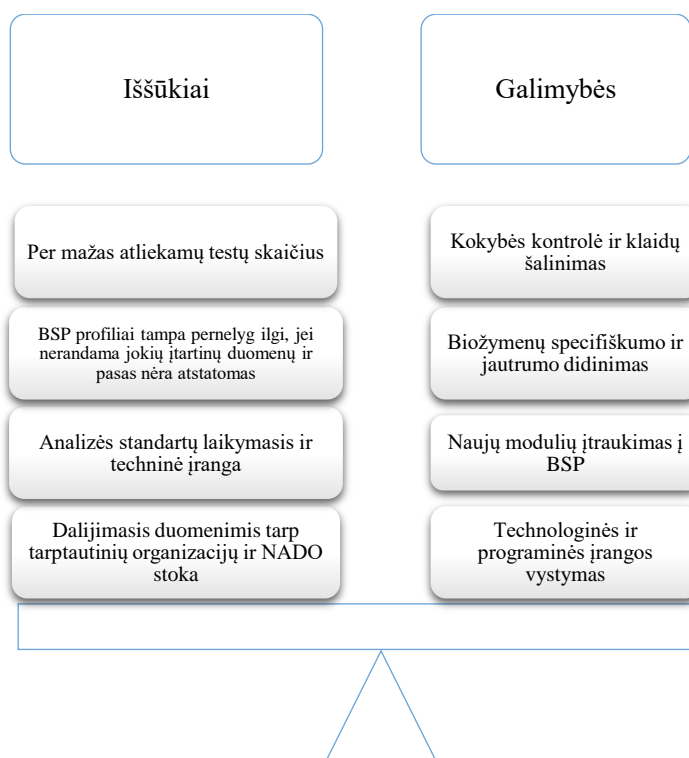 Iššūkiai
Galimybės
Per mažas atliekamų testų skaičius
BSP profiliai tampa pernelyg ilgi, jei
nerandama jokių įtartinų duomenų ir
pasas nėra atstatomas
Analizės standartų laikymasis ir
techninė įranga
Dalijimasis duomenimis tarp
tarptautinių organizacijų ir NADO
stoka
Kokybės kontrolė ir klaidų
šalinimas
Biožymenų specifiškumo ir
jautrumo didinimas
Naujų modulių įtraukimas į
BSP
Technologinės ir
programinės įrangos
vystymas